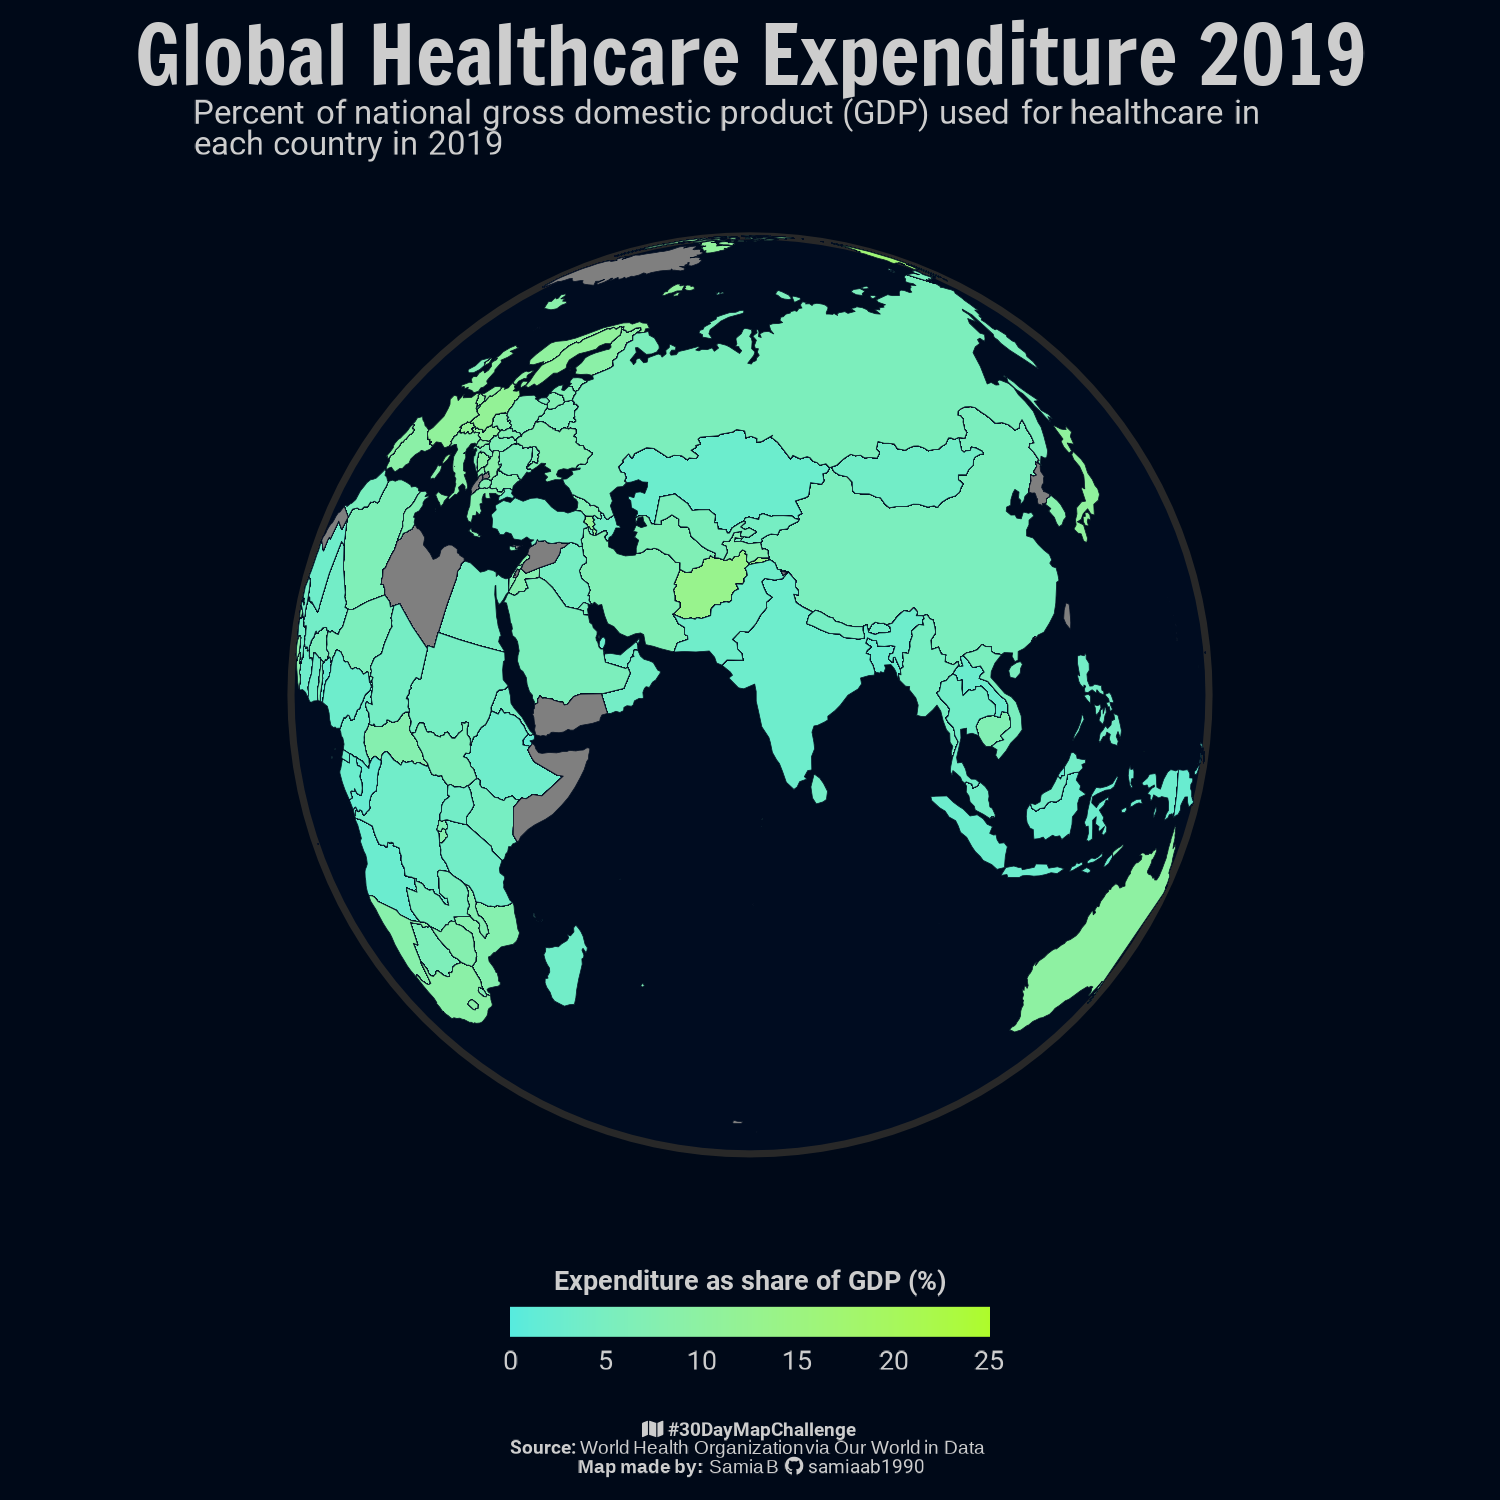 Global Healthcare Expenditure 2019
Percent of national gross domestic product (GDP) used for healthcare in
each country in 2019
Expenditure as share of GDP (%)
0 5 10 15 20 25
#30DayMapChallenge
Source: World Health Organization via Our World in Data
Map made by: Samia B samiaab1990